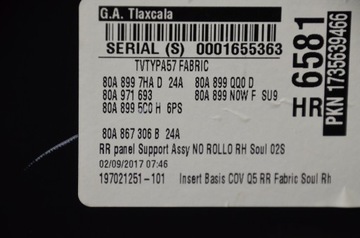 G.A. Tlaxcala
SERIAL (S) 0001655363
TVTYPA57 FABRIC
80A 899 7HA D 24A 80A 899 QQ0 D
80A 971 693 80A 899 N0W F SU9
80A 899 5C0 H 6PS
80A 867 306 B 24A
RR panel Support Assy NO ROLLO RH Soul 02S
02/09/2017 07:46
197021251-101 Insert Basis COV Q5 RR Fabric Soul Rh
HR 6581
PKN 1735639466